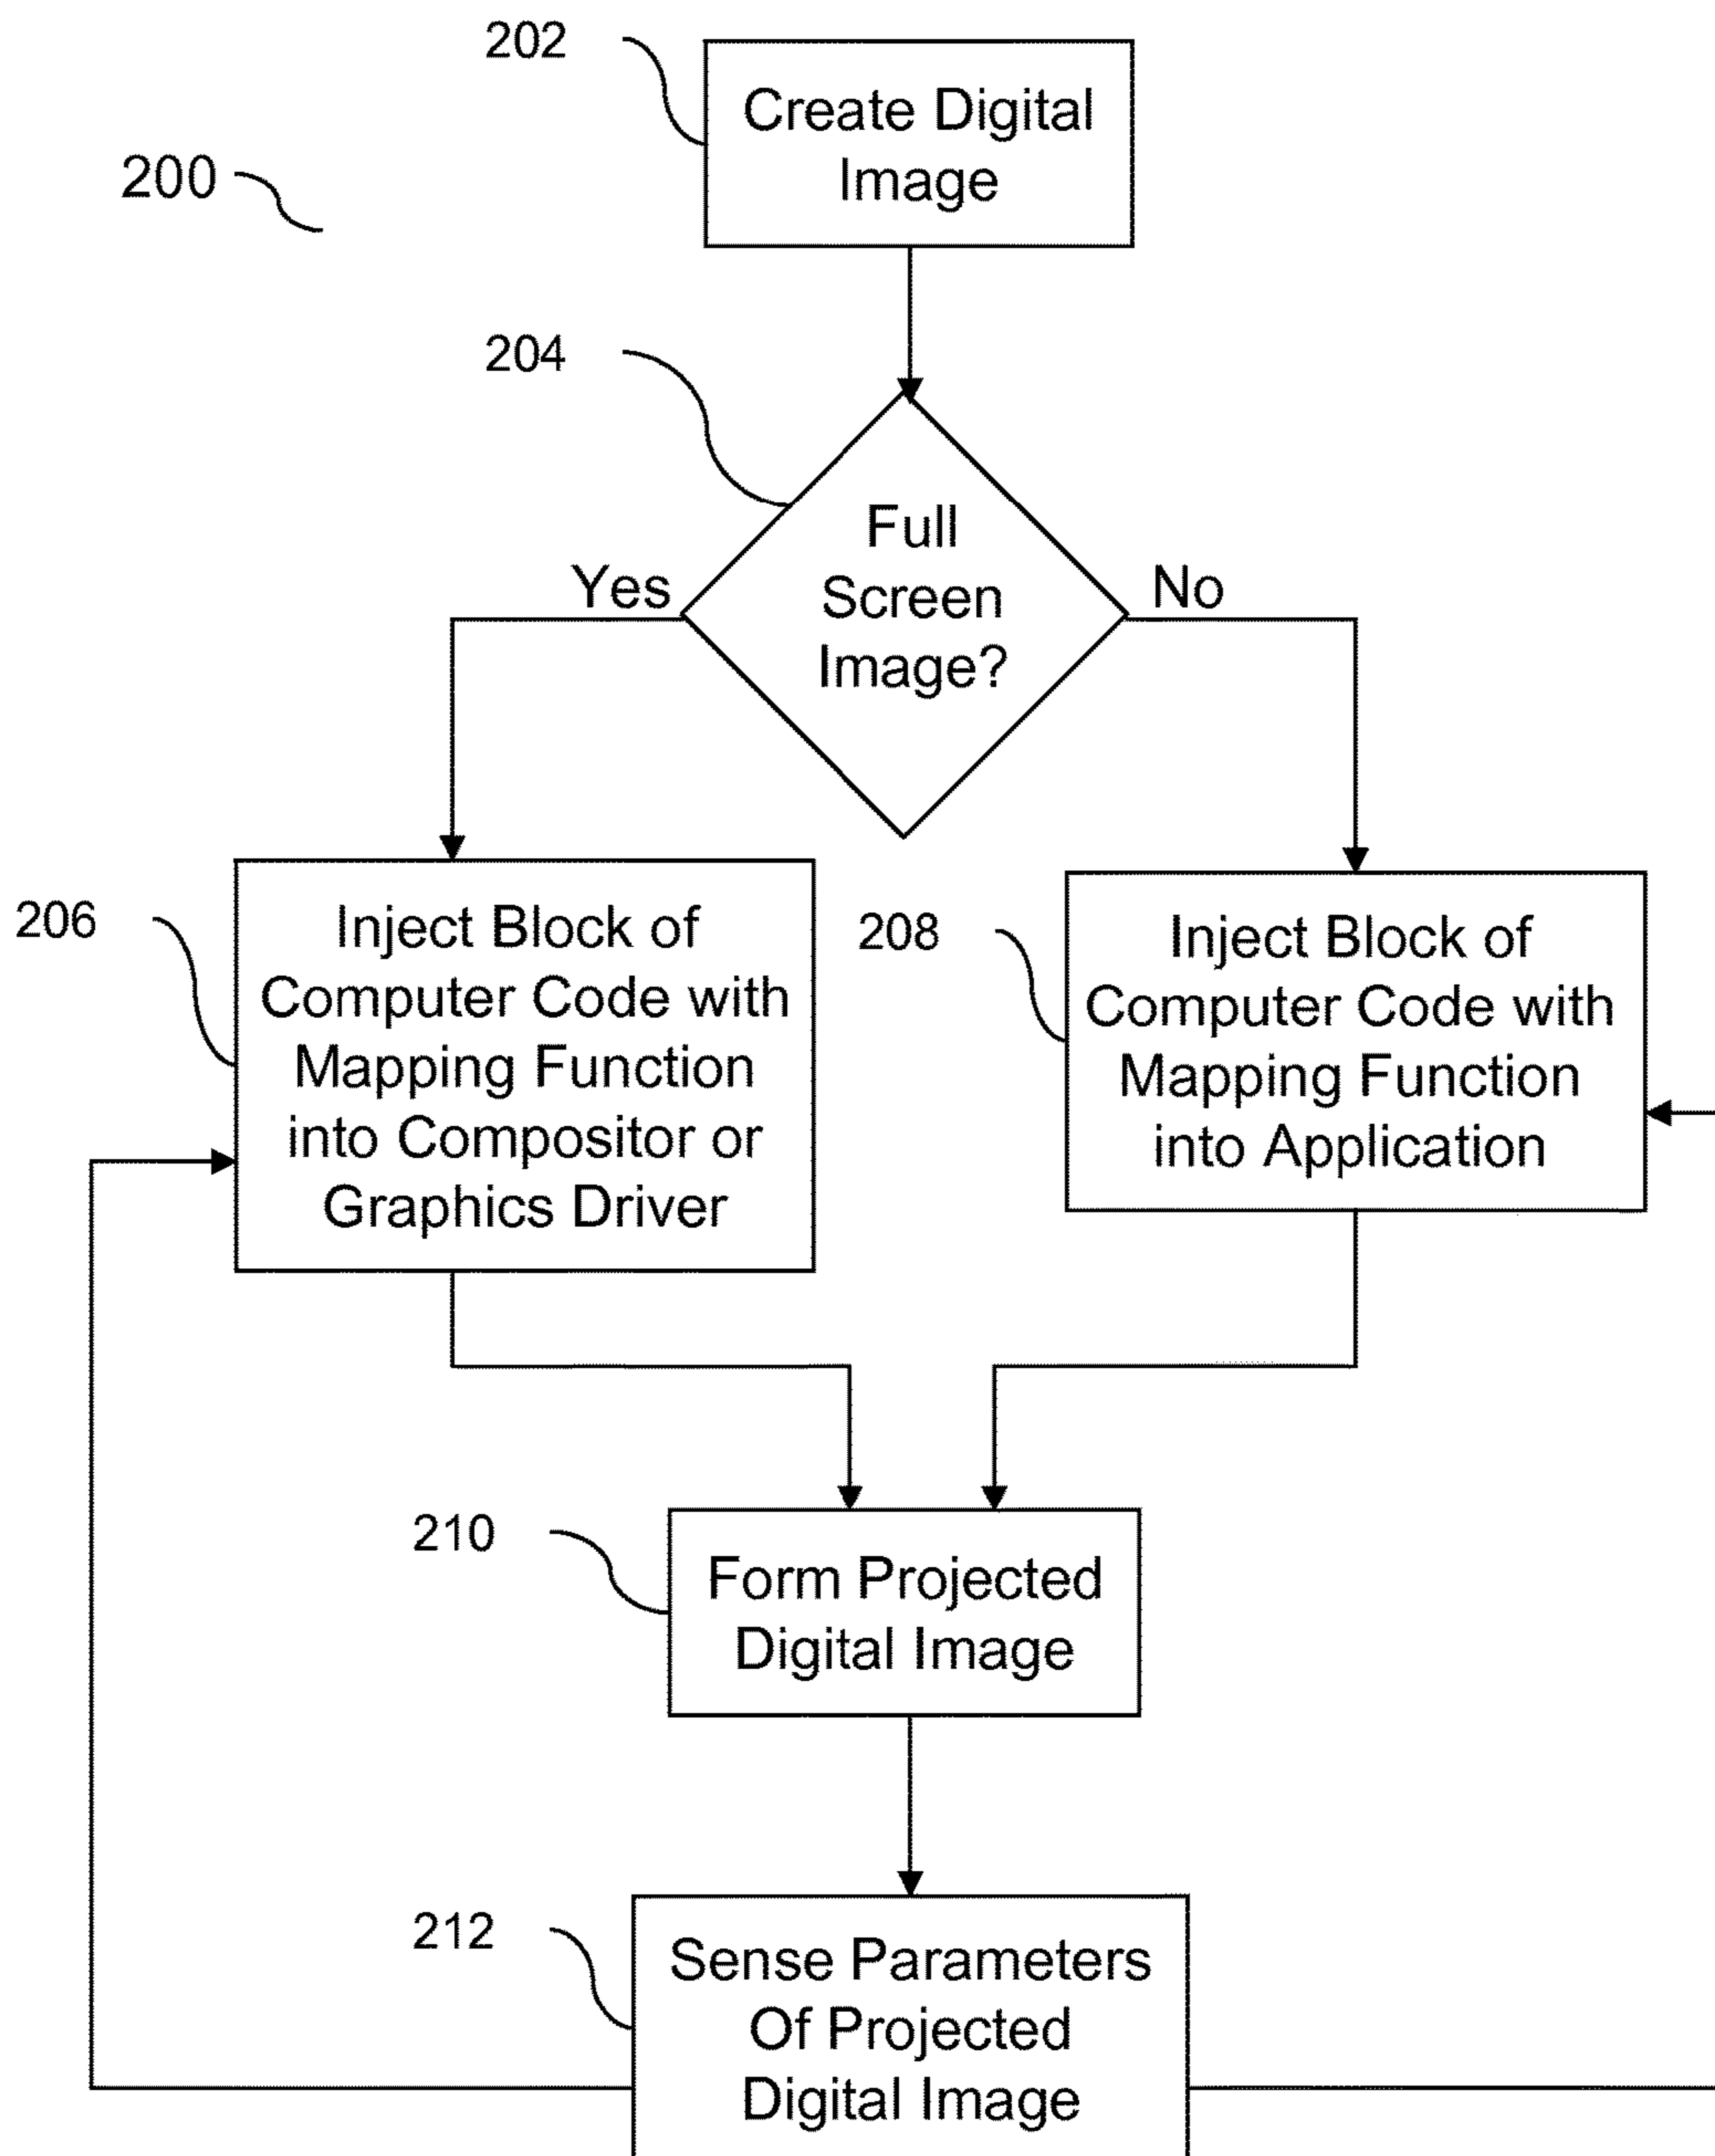 202
Create Digital
Image
200
204
Full
Screen
Image?
Yes
No
206
Inject Block of
Computer Code with
Mapping Function
into Compositor or
Graphics Driver
208
Inject Block of
Computer Code with
Mapping Function
into Application
210
Form Projected
Digital Image
212
Sense Parameters
Of Projected
Digital Image